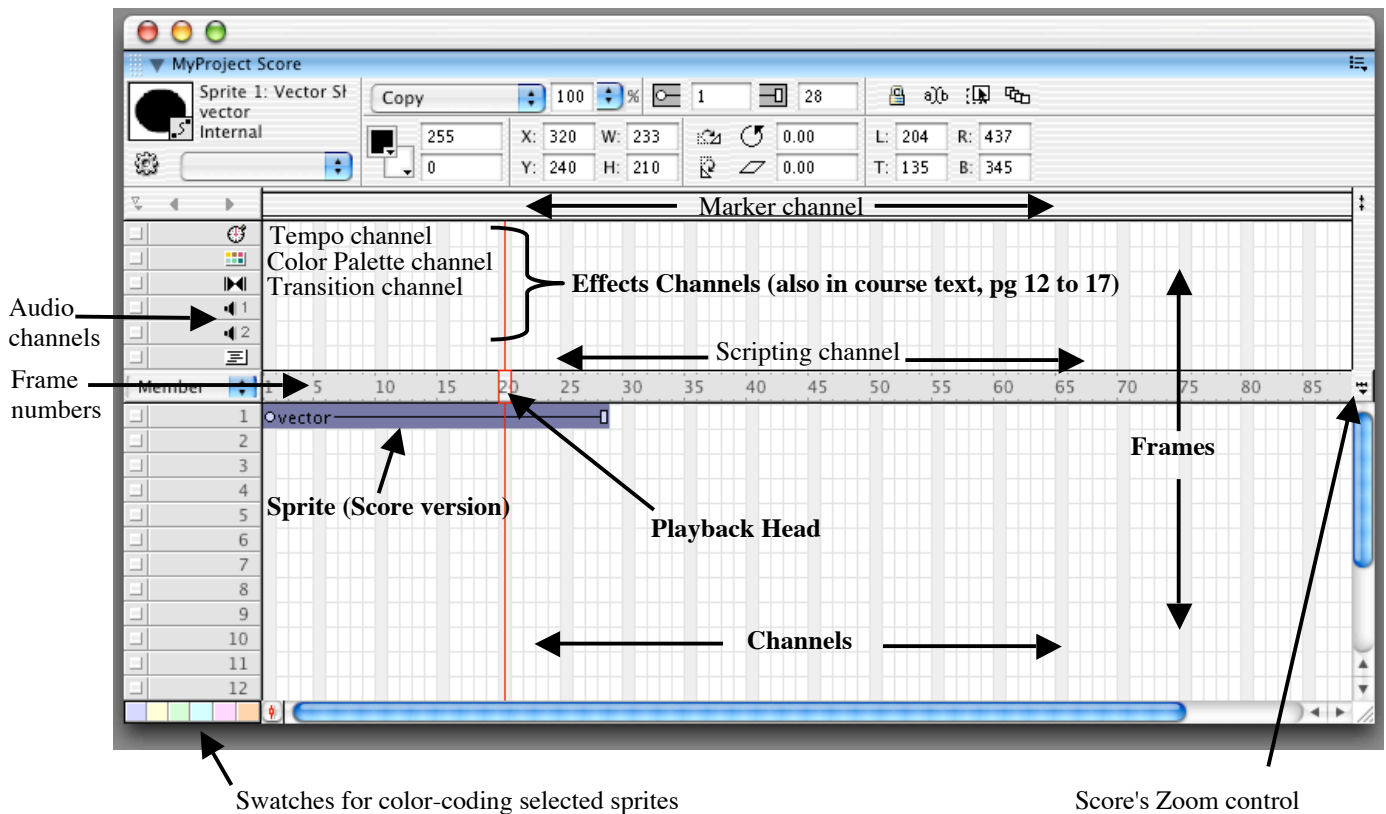 MyProject Score
Sprite 1: Vector Sh
vector
Internal
Copy
100 %
1
28
255
0
X: 320 W: 233
Y: 240 H: 210
0.00
0.00
L: 204 R: 437
T: 135 B: 345
Marker channel
Tempo channel
Color Palette channel
Transition channel
Effects Channels (also in course text, pg 12 to 17)
Audio
channels
1
2
Scripting channel
Frame
numbers
Member
1 5 10 15 20 25 30 35 40 45 50 55 60 65 70 75 80 85
1
vector
2
3
4
5
6
7
8
9
10
11
12
Sprite (Score version)
Playback Head
Frames
Channels
Swatches for color-coding selected sprites
Score's Zoom control